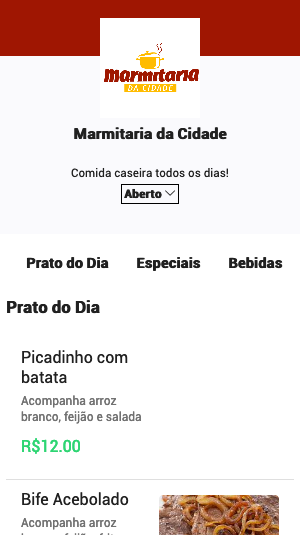 Marmitaria
DA CIDADE
Marmitaria da Cidade
Comida caseira todos os dias!
Aberto
Prato do Dia Especiais Bebidas
Prato do Dia
Picadinho com
batata
Acompanha arroz
branco, feijão e salada
R$12.00
Bife Acebolado
Acompanha arroz